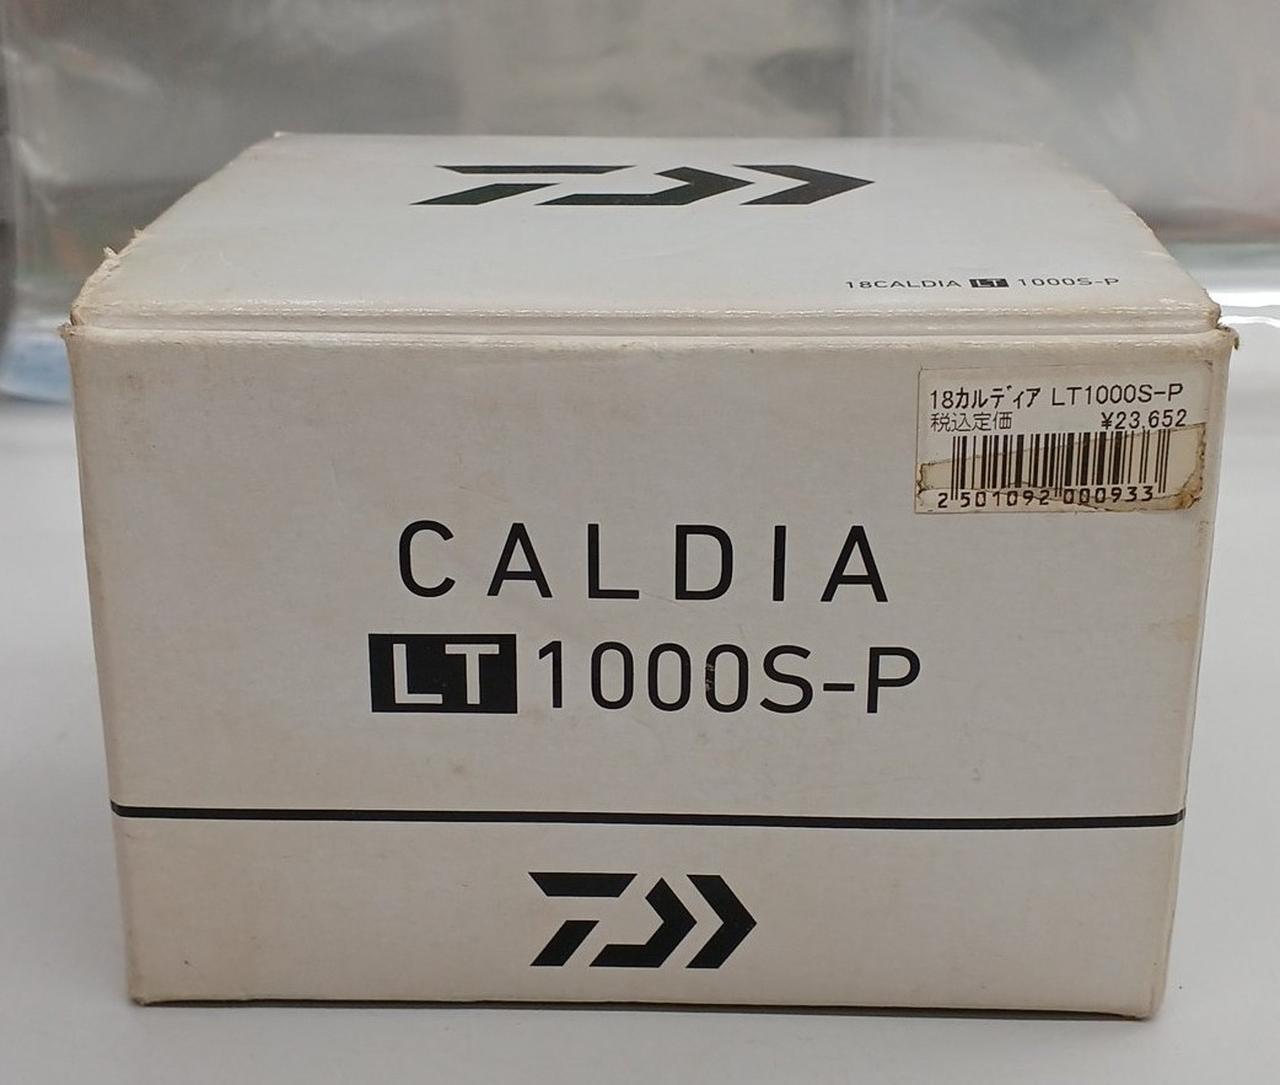 18CALDIA LT 1000S-P
18カルディア LT1000S-P
税込定価 ¥23,652
2 501092 000933
CALDIA
LT 1000S-P